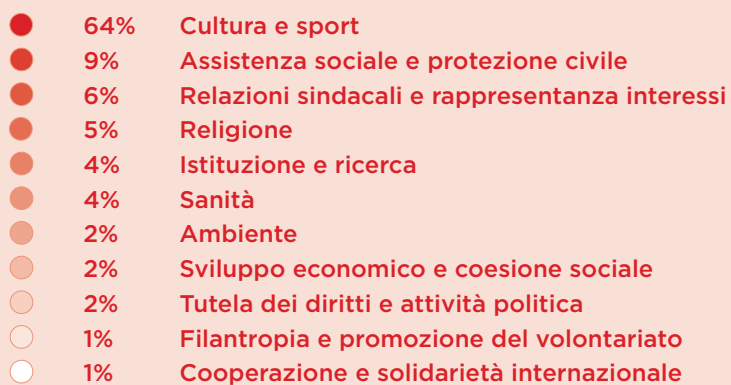 64% Cultura e sport
9% Assistenza sociale e protezione civile
6% Relazioni sindacali e rappresentanza interessi
5% Religione
4% Istituzione e ricerca
4% Sanità
2% Ambiente
2% Sviluppo economico e coesione sociale
2% Tutela dei diritti e attività politica
1% Filantropia e promozione del volontariato
1% Cooperazione e solidarietà internazionale